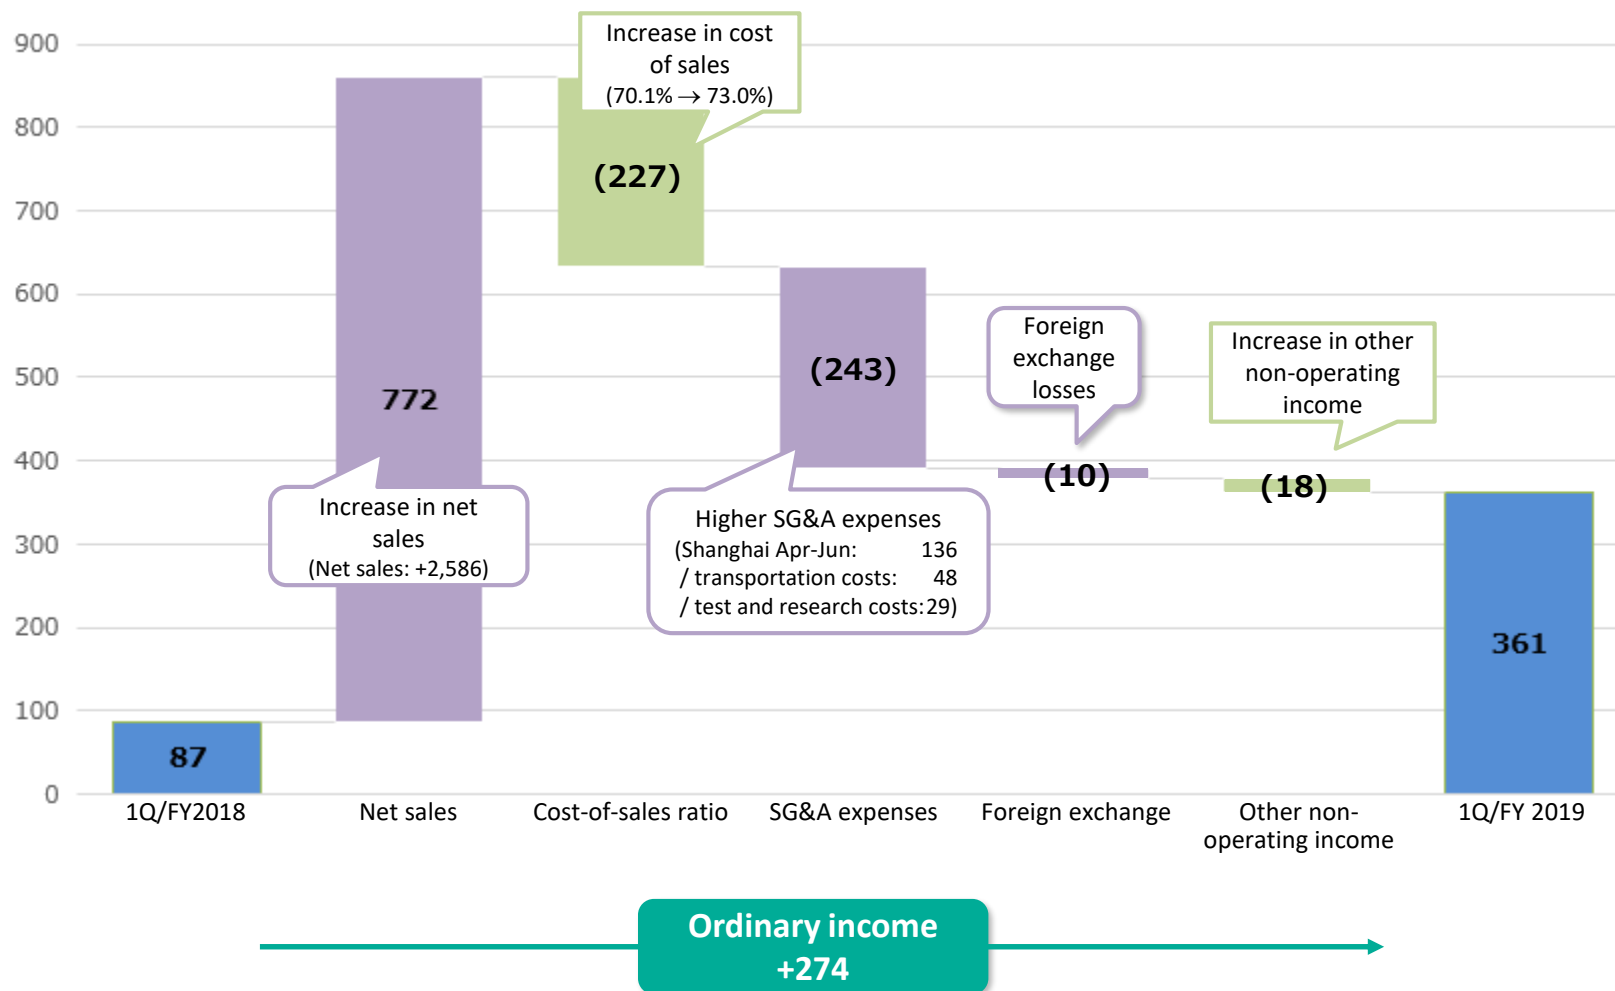 900
800
700
600
500
400
300
200
100
0
Increase in cost
of sales
(70.1% → 73.0%)
(227)
772
Increase in net
sales
(Net sales: +2,586)
(243)
Higher SG&A expenses
(Shanghai Apr-Jun: 136
/ transportation costs: 48
/ test and research costs:29)
Foreign
exchange
losses
(10)
Increase in other
non-operating
income
(18)
87
361
1Q/FY2018
Net sales
Cost-of-sales ratio
SG&A expenses
Foreign exchange
Other non-
operating income
1Q/FY 2019
Ordinary income
+274